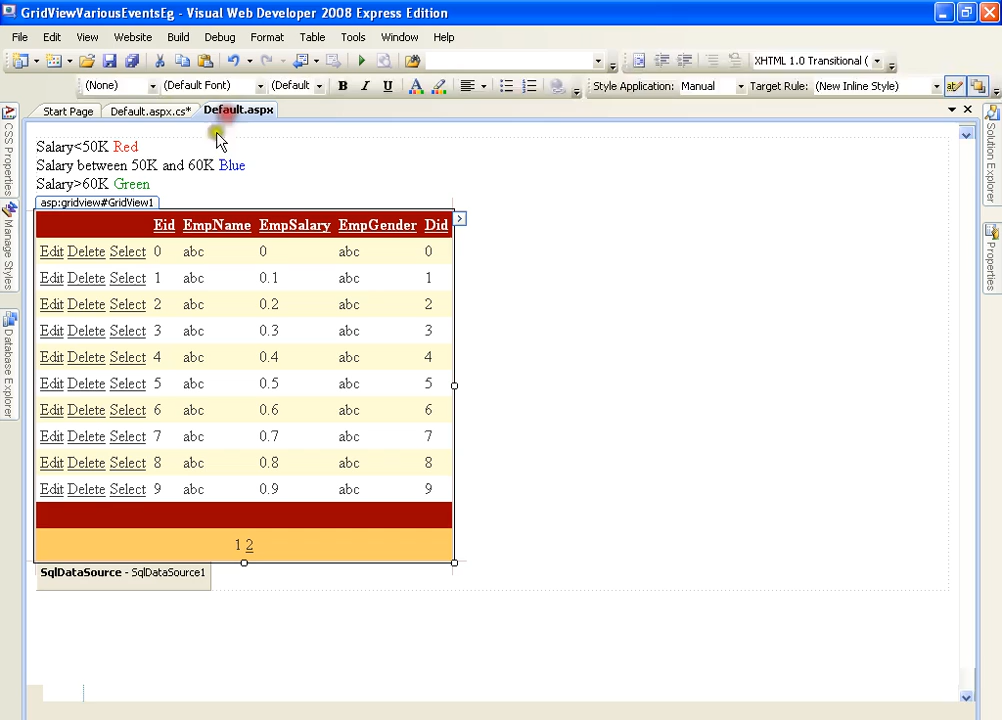 GridViewVariousEventsEg - Visual Web Developer 2008 Express Edition
File Edit View Website Build Debug Format Table Tools Window Help
XHTML 1.0 Transitional (
(None) (Default Font) (Default B I U A Style Application: Manual Target Rule: (New Inline Style)
Start Page Default.aspx.cs* Default.aspx
CSS Properties
Manage Styles
Database Explorer
Solution Explorer
Properties
Salary<50K Red
Salary between 50K and 60K Blue
Salary>60K Green
asp:gridview#GridView1
Eid EmpName EmpSalary EmpGender Did
Edit Delete Select 0 abc 0 abc 0
Edit Delete Select 1 abc 0.1 abc 1
Edit Delete Select 2 abc 0.2 abc 2
Edit Delete Select 3 abc 0.3 abc 3
Edit Delete Select 4 abc 0.4 abc 4
Edit Delete Select 5 abc 0.5 abc 5
Edit Delete Select 6 abc 0.6 abc 6
Edit Delete Select 7 abc 0.7 abc 7
Edit Delete Select 8 abc 0.8 abc 8
Edit Delete Select 9 abc 0.9 abc 9
1 2
SqlDataSource - SqlDataSource1